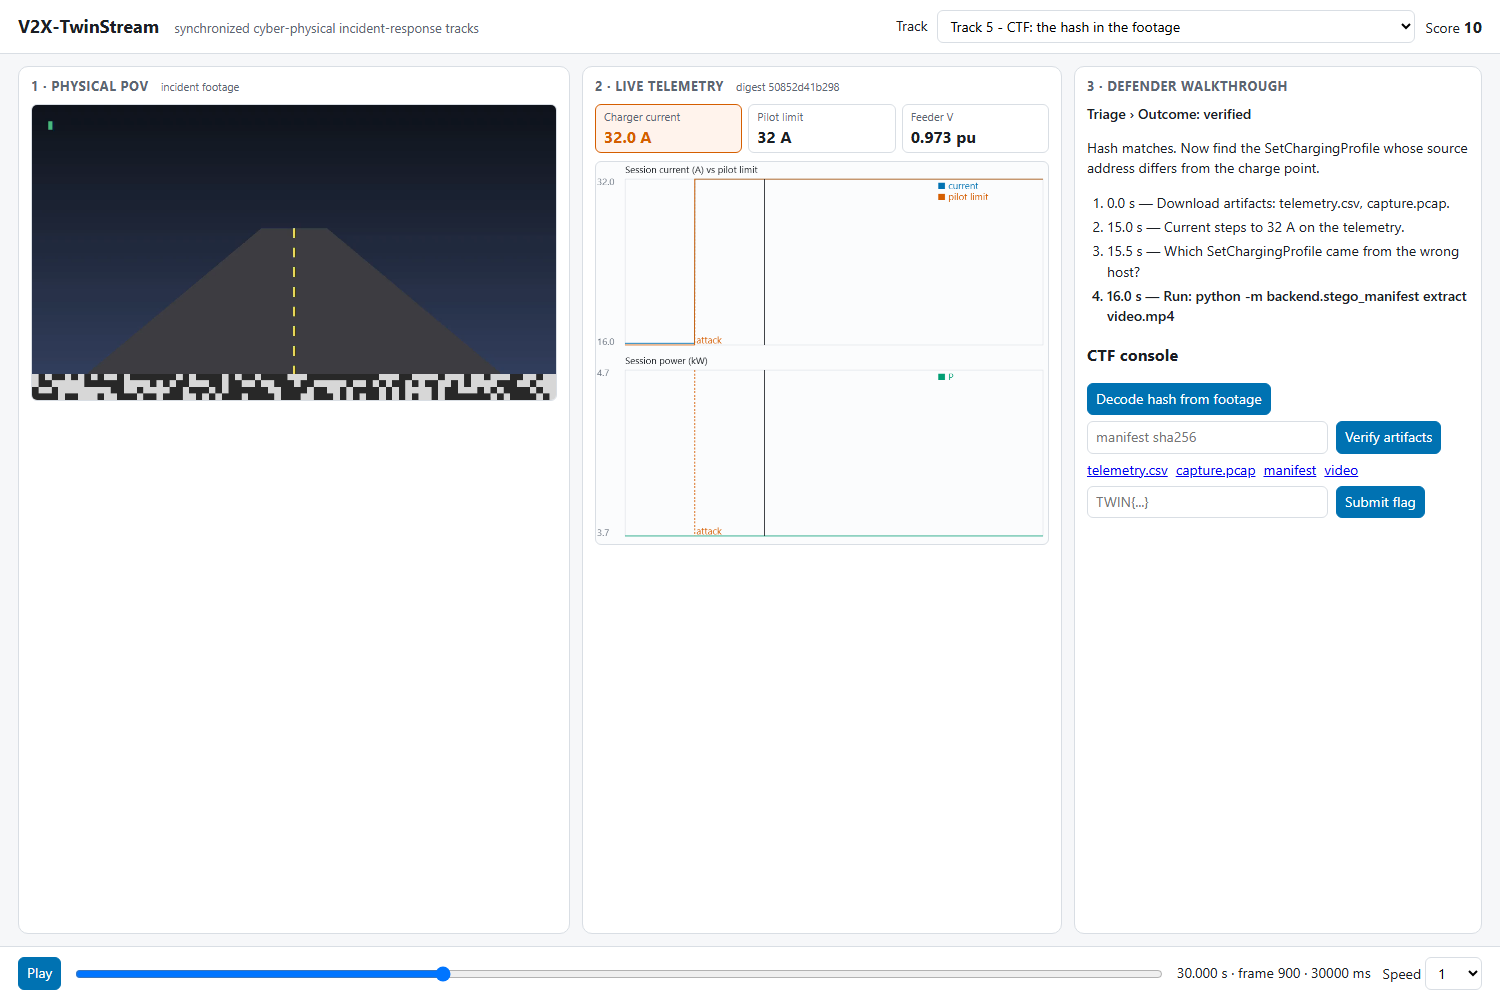 V2X-TwinStream synchronized cyber-physical incident-response tracks
Track Track 5 - CTF: the hash in the footage Score 10
1 · PHYSICAL POV incident footage
2 · LIVE TELEMETRY digest 50852d41b298
Charger current
32.0 A
Pilot limit
32 A
Feeder V
0.973 pu
Session current (A) vs pilot limit
32.0
current
pilot limit
16.0
attack
Session power (kW)
4.7
P
3.7
attack
3 · DEFENDER WALKTHROUGH
Triage › Outcome: verified
Hash matches. Now find the SetChargingProfile whose source
address differs from the charge point.
1. 0.0 s — Download artifacts: telemetry.csv, capture.pcap.
2. 15.0 s — Current steps to 32 A on the telemetry.
3. 15.5 s — Which SetChargingProfile came from the wrong
host?
4. 16.0 s — Run: python -m backend.stego_manifest extract
video.mp4
CTF console
Decode hash from footage
manifest sha256 Verify artifacts
telemetry.csv capture.pcap manifest video
TWIN{...} Submit flag
Play 30.000 s · frame 900 · 30000 ms Speed 1